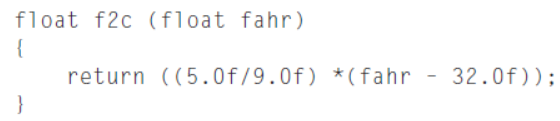 float f2c (float fahr)
{
return ((5.0f/9.0f) *(fahr - 32.0f));
}